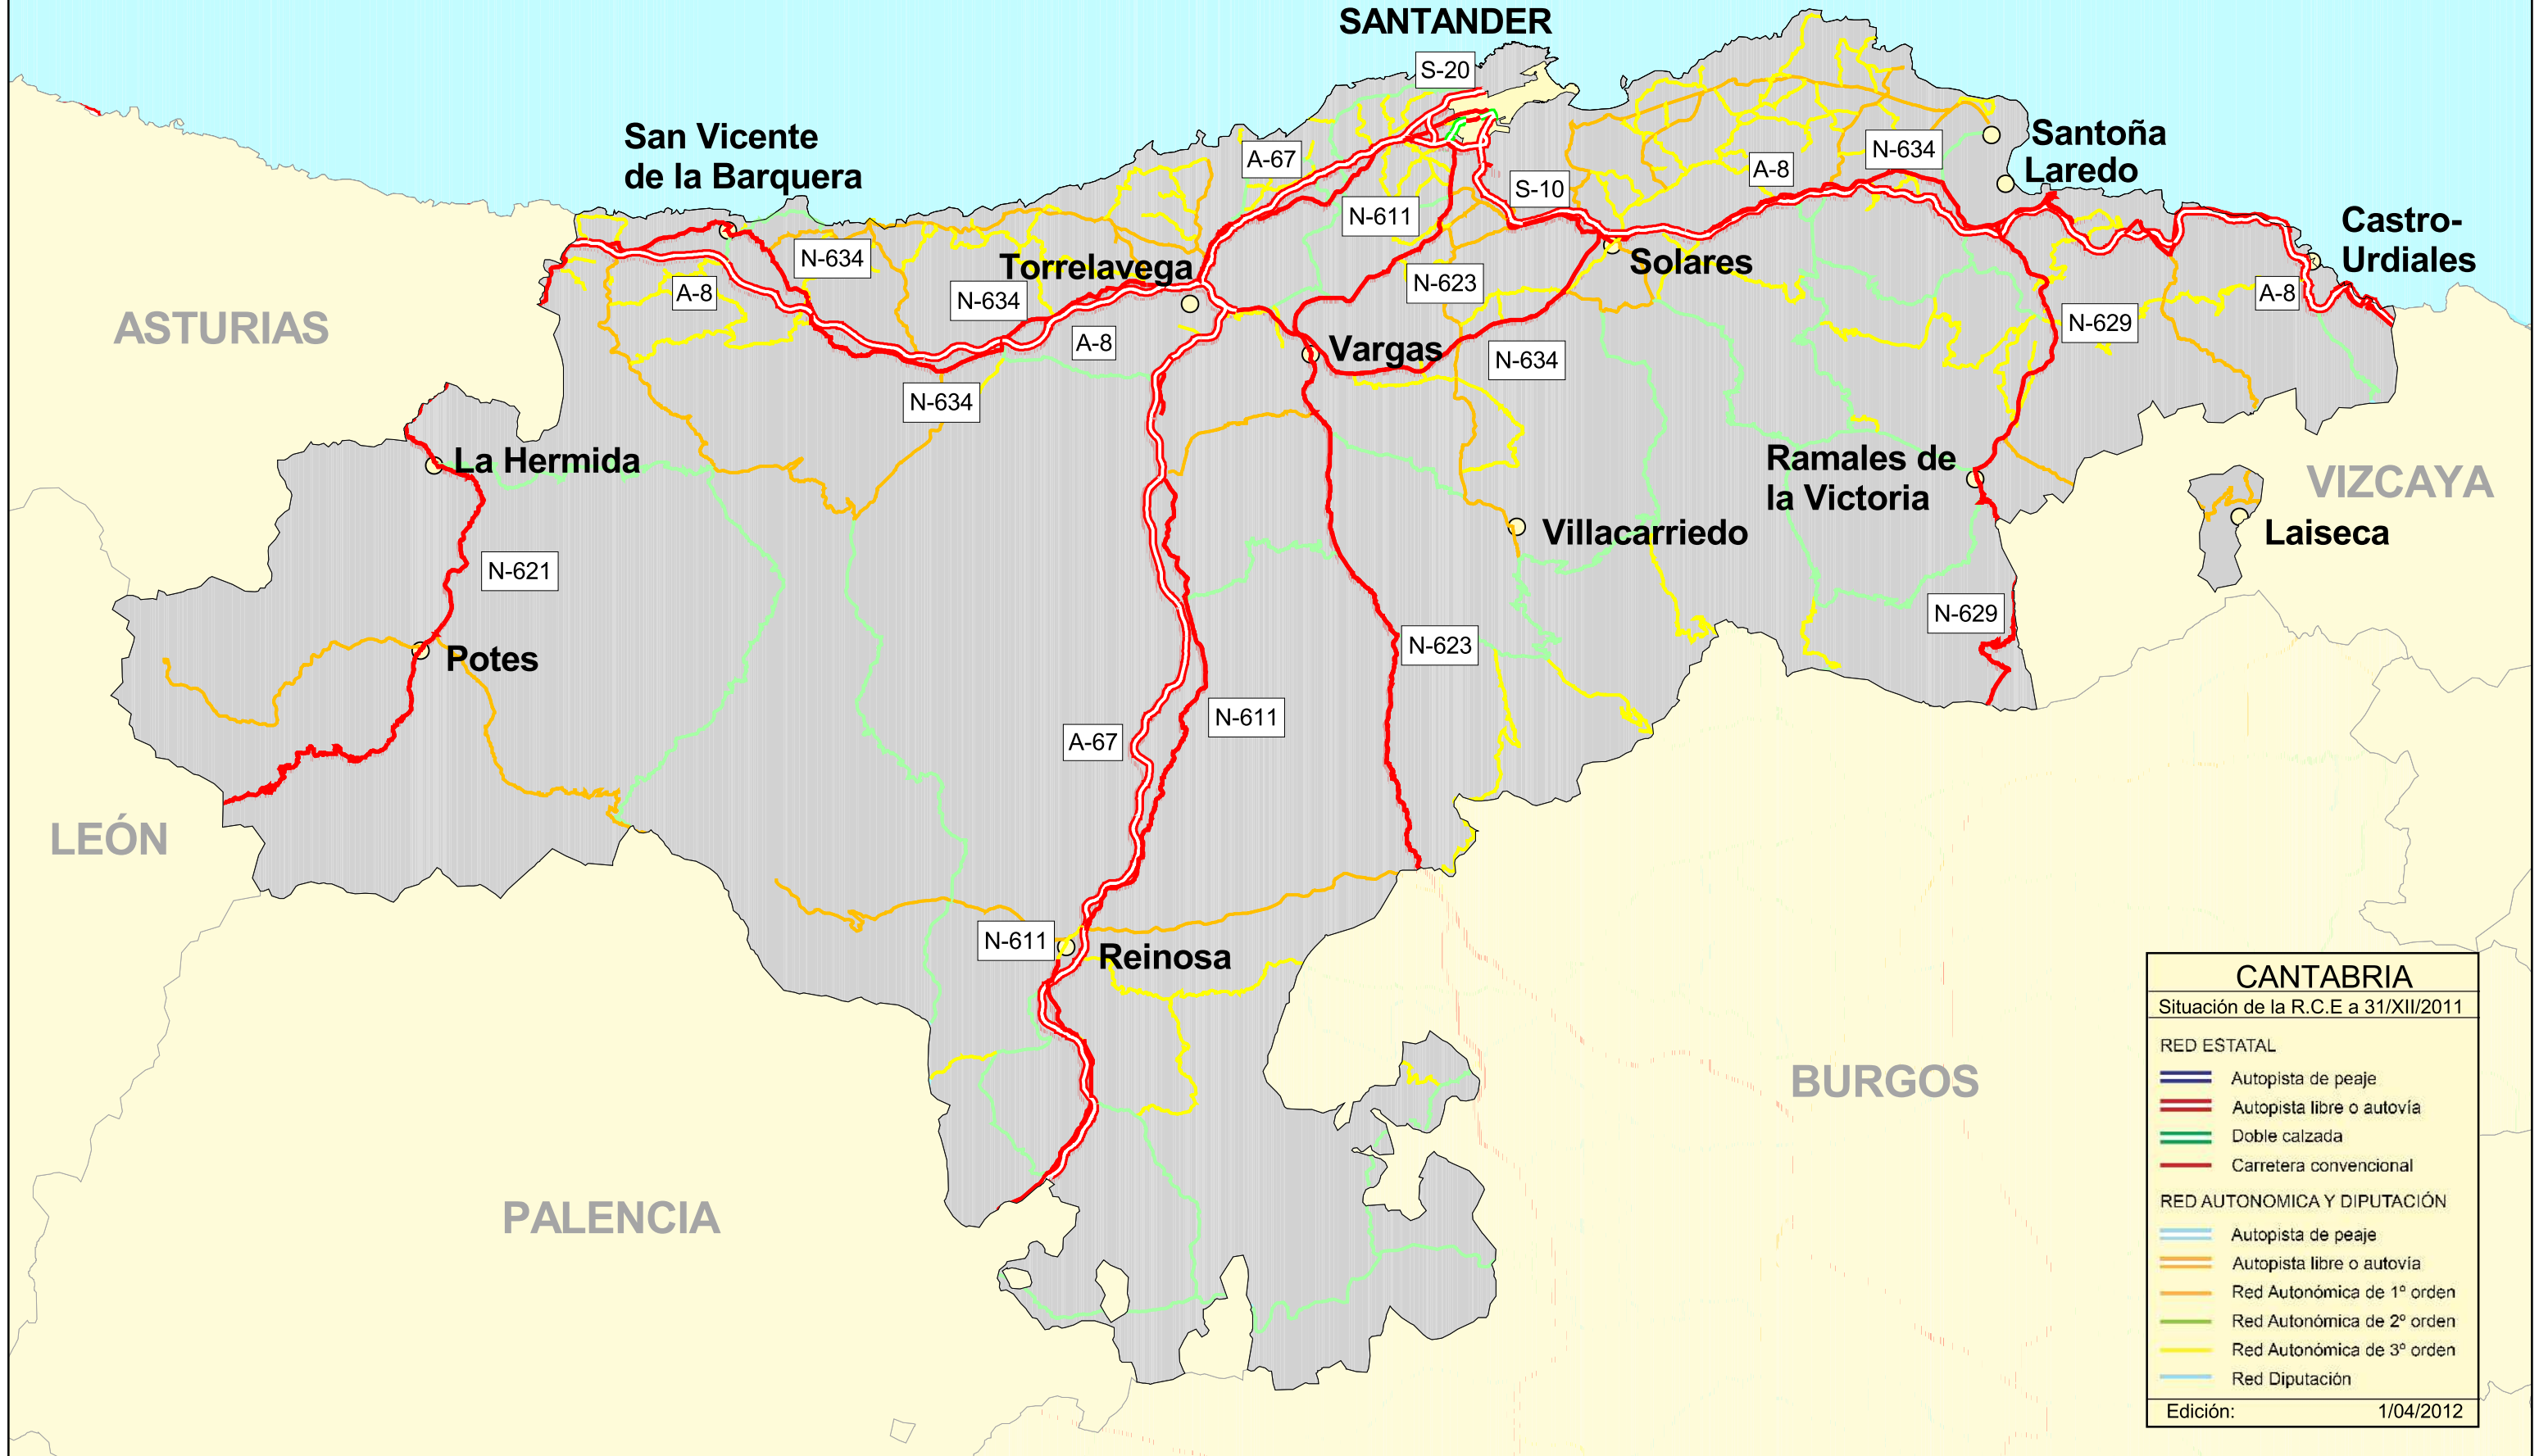 SANTANDER
S-20
San Vicente
de la Barquera
A-67
N-634
Santoña
A-8
Laredo
S-10
N-611
Castro-
Urdiales
N-634
Torrelavega
Solares
A-8
N-634
N-623
A-8
ASTURIAS
N-629
A-8
Vargas
N-634
N-634
La Hermida
Ramales de
la Victoria
VIZCAYA
Villacarriedo
Laiseca
N-621
N-629
Potes
N-623
N-611
A-67
LEÓN
N-611
Reinosa
BURGOS
PALENCIA
CANTABRIA
Situación de la R.C.E a 31/XII/2011
RED ESTATAL
Autopista de peaje
Autopista libre o autovía
Doble calzada
Carretera convencional
RED AUTONOMICA Y DIPUTACIÓN
Autopista de peaje
Autopista libre o autovía
Red Autonómica de 1º orden
Red Autonómica de 2º orden
Red Autonómica de 3º orden
Red Diputación
Edición: 1/04/2012